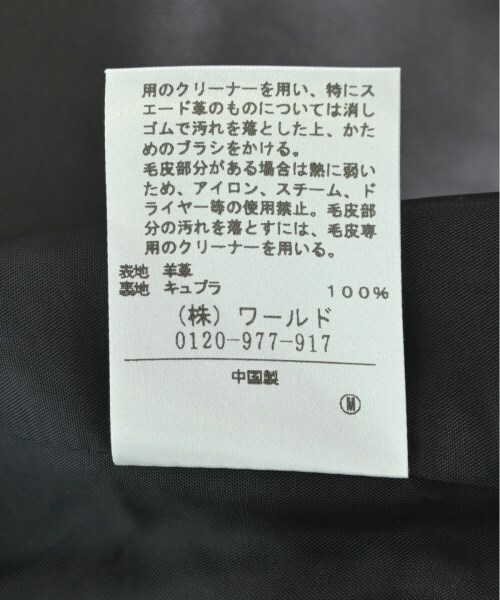 用のクリーナーを用い、特にス
エード革のものについては消し
ゴムで汚れを落とした上、かた
めのブラシをかける。
毛皮部分がある場合は熱に弱い
ため、アイロン、スチーム、ド
ライヤー等の使用禁止。毛皮部
分の汚れを落とすには、毛皮専
用のクリーナーを用いる。
表地 羊革
裏地 キュプラ 100%
(株) ワールド
0120-977-917
中国製
M